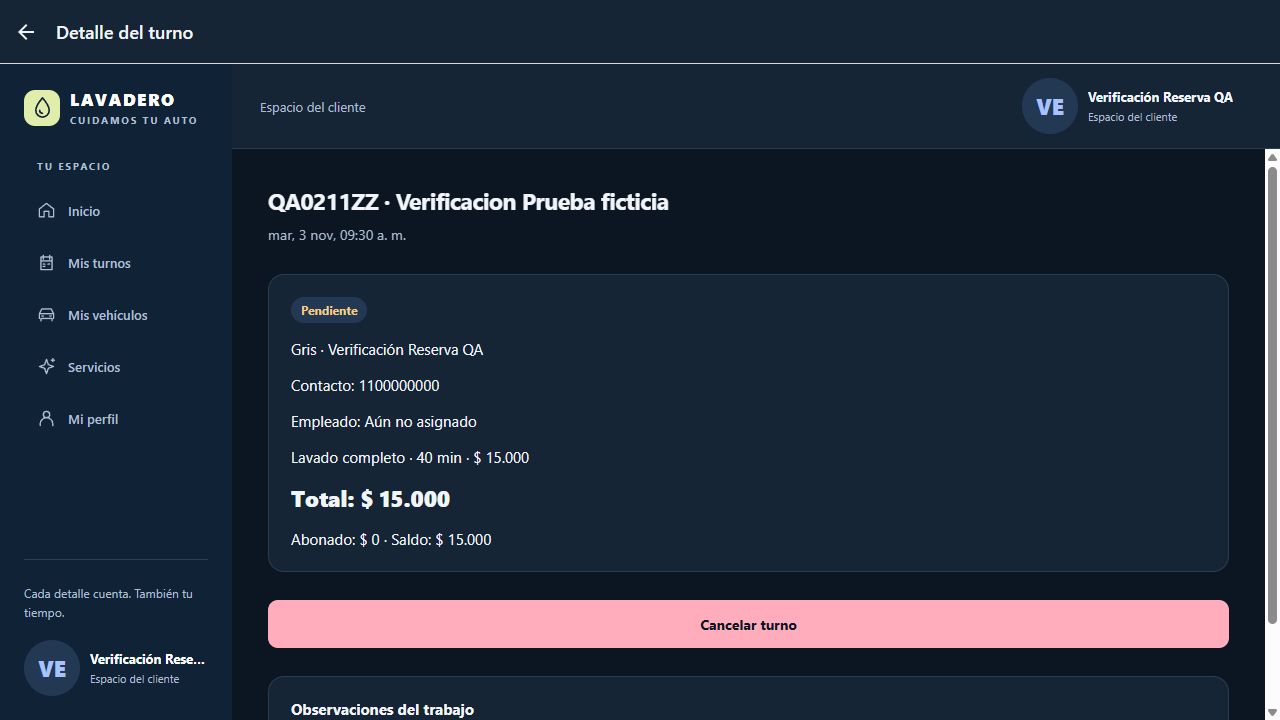 Detalle del turno
LAVADERO
CUIDAMOS TU AUTO
TU ESPACIO
Inicio
Mis turnos
Mis vehículos
Servicios
Mi perfil
Cada detalle cuenta. También tu
tiempo.
VE
Verificación Rese...
Espacio del cliente
Espacio del cliente
VE
Verificación Reserva QA
Espacio del cliente
QA0211ZZ · Verificacion Prueba ficticia
mar, 3 nov, 09:30 a. m.
Pendiente
Gris · Verificación Reserva QA
Contacto: 1100000000
Empleado: Aún no asignado
Lavado completo · 40 min · $ 15.000
Total: $ 15.000
Abonado: $ 0 · Saldo: $ 15.000
Cancelar turno
Observaciones del trabajo